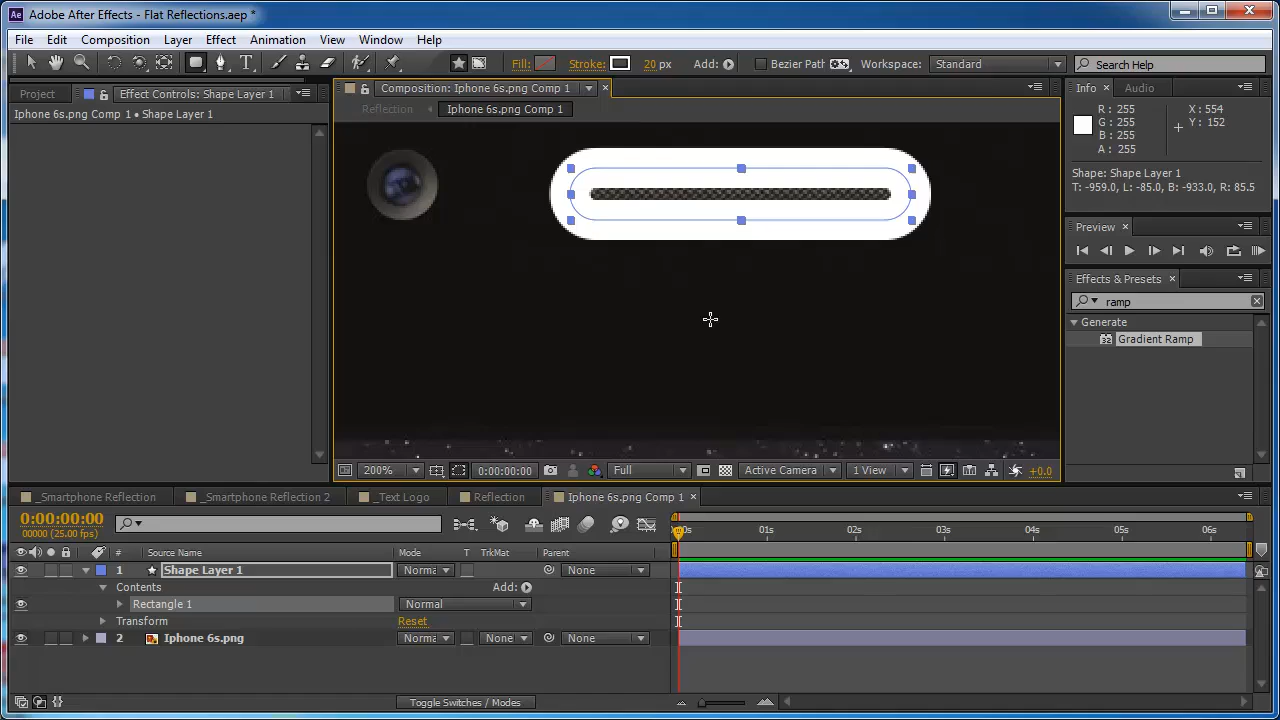 Ae Adobe After Effects - Flat Reflections.aep *
File Edit Composition Layer Effect Animation View Window Help
Fill: Stroke: 20 px Add: Bezier Path Workspace: Standard Search Help
Project Effect Controls: Shape Layer 1 Composition: Iphone 6s.png Comp 1 Info Audio
Iphone 6s.png Comp 1 • Shape Layer 1 Reflection Iphone 6s.png Comp 1
R: 255 X: 554
G: 255 Y: 152
B: 255
A: 255
Shape: Shape Layer 1
T: -959.0, L: -85.0, B: -933.0, R: 85.5
Preview
Effects & Presets
ramp
Generate
32 Gradient Ramp
200% 0:00:00:00 Full Active Camera 1 View +0.0
_Smartphone Reflection _Smartphone Reflection 2 _Text Logo Reflection Iphone 6s.png Comp 1
0:00:00:00
00000 (25.00 fps)
0s 01s 02s 03s 04s 05s 06s
# Source Name Mode T TrkMat Parent
1 Shape Layer 1 Norma None
Contents Add:
Rectangle 1 Normal
Transform Reset
2 Iphone 6s.png Norma None None
Toggle Switches / Modes